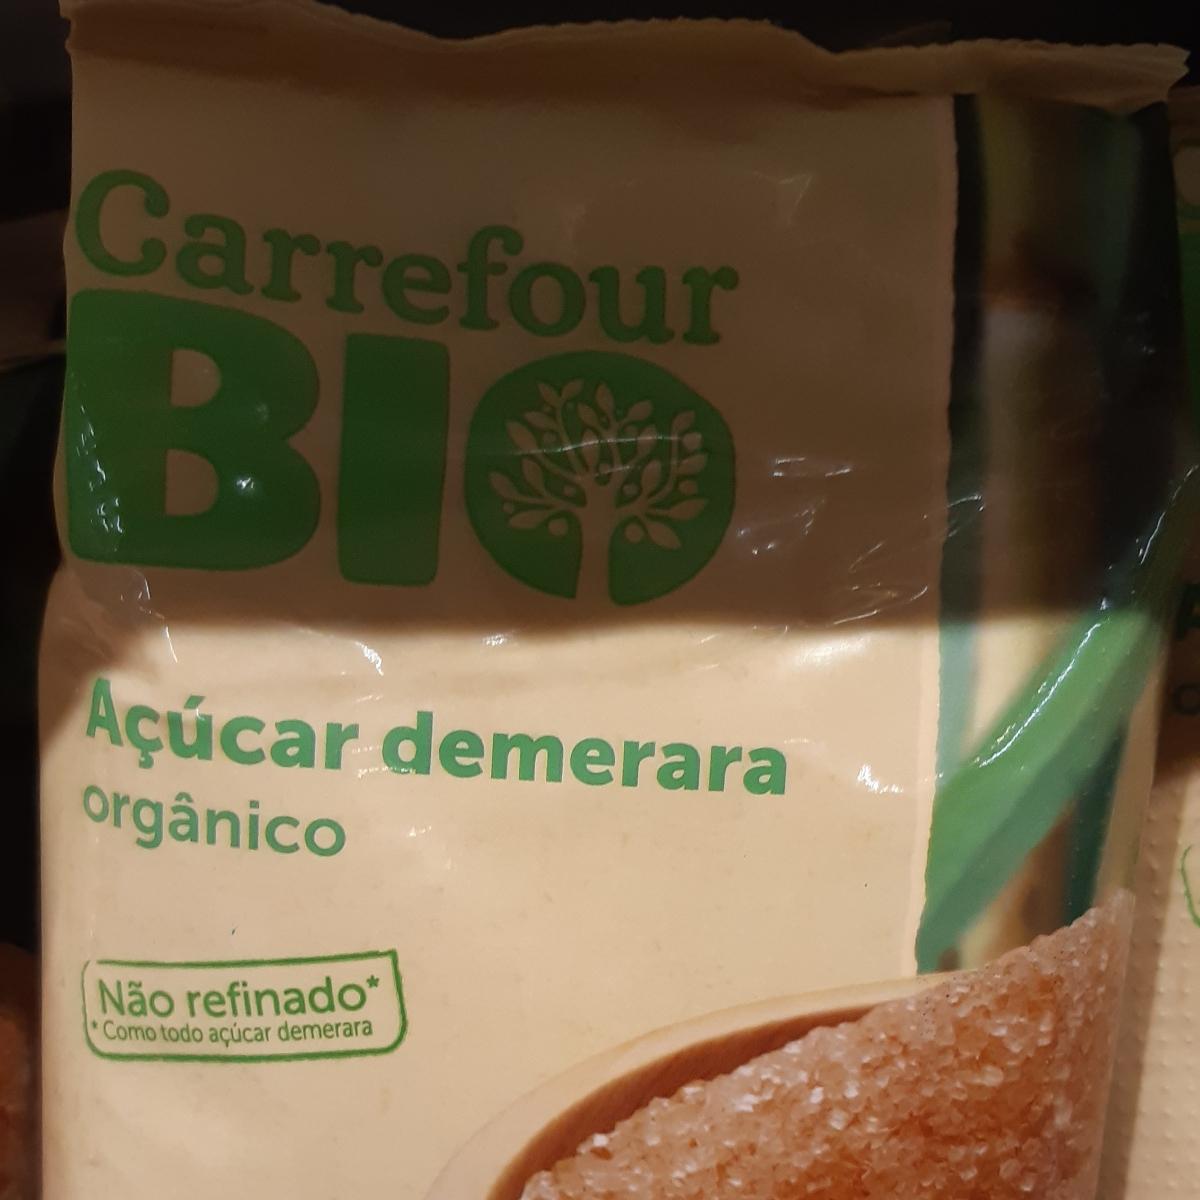 Carrefour
BIO
Açúcar demerara
orgânico
Não refinado*
*Como todo açúcar demerara